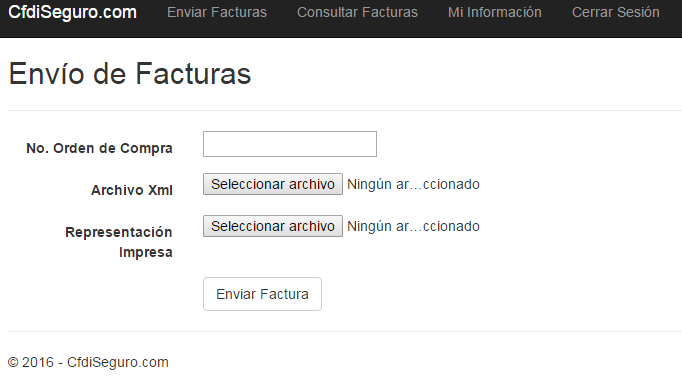 CfdiSeguro.com Enviar Facturas Consultar Facturas Mi Información Cerrar Sesión
Envío de Facturas
No. Orden de Compra
Archivo Xml Seleccionar archivo Ningún ar...ccionado
Representación Impresa Seleccionar archivo Ningún ar...ccionado
Enviar Factura
© 2016 - CfdiSeguro.com